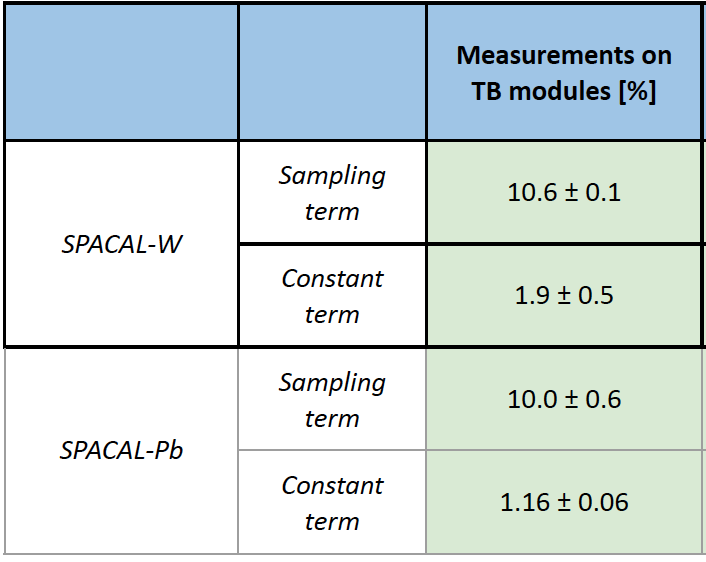 Measurements on
TB modules [%]
SPACAL-W
Sampling
term
10.6 ± 0.1
Constant
term
1.9 ± 0.5
SPACAL-Pb
Sampling
term
10.0 ± 0.6
Constant
term
1.16 ± 0.06